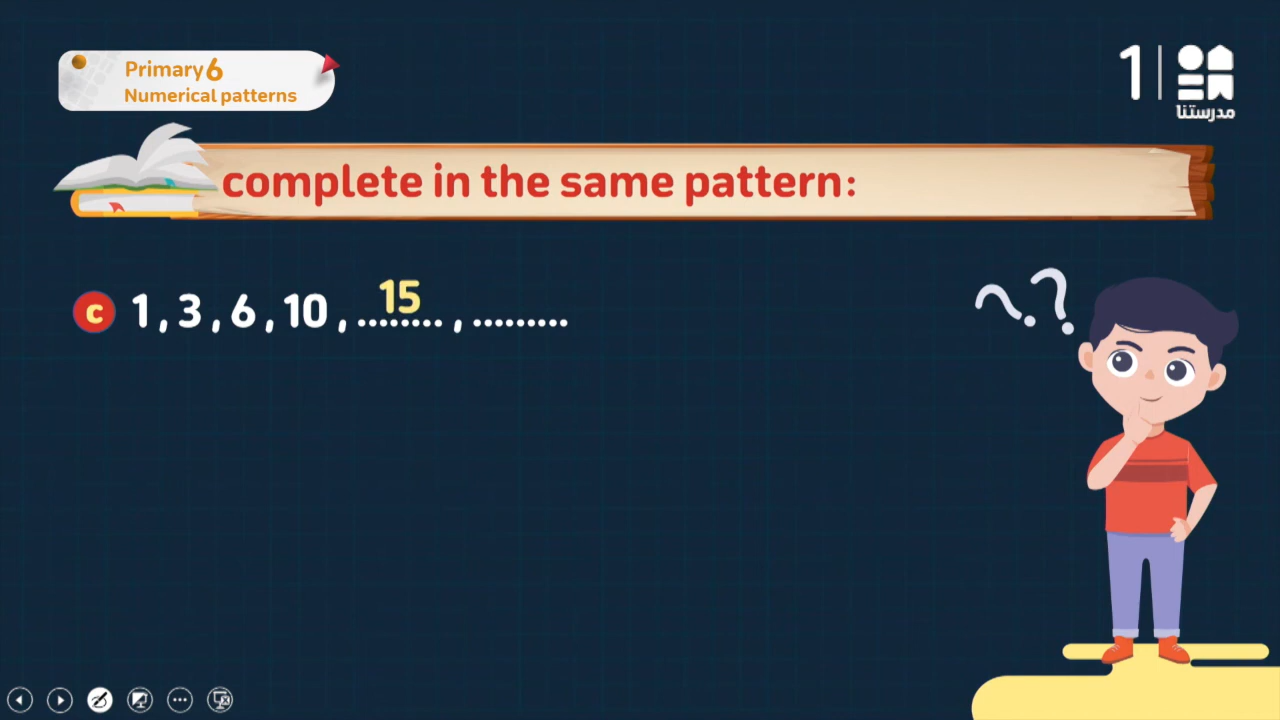 Primary 6
Numerical patterns
1
مدرستنا
complete in the same pattern:
c 1 , 3 , 6 , 10 , ...15... , .........